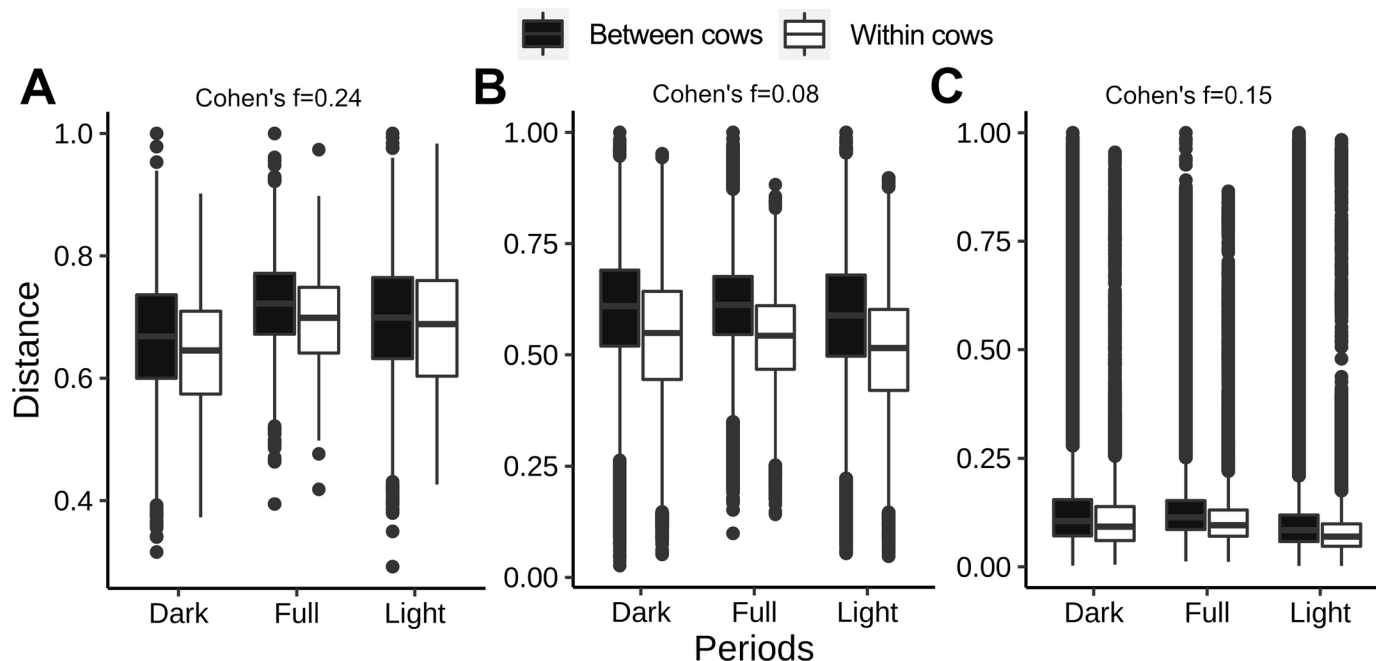 Between cows Within cows
A B C
Cohen's f=0.24 Cohen's f=0.08 Cohen's f=0.15
Distance
1.0
0.8
0.6
0.4
Dark Full Light
1.00
0.75
0.50
0.25
0.00
Dark Full Light
1.00
0.75
0.50
0.25
0.00
Dark Full Light
Periods